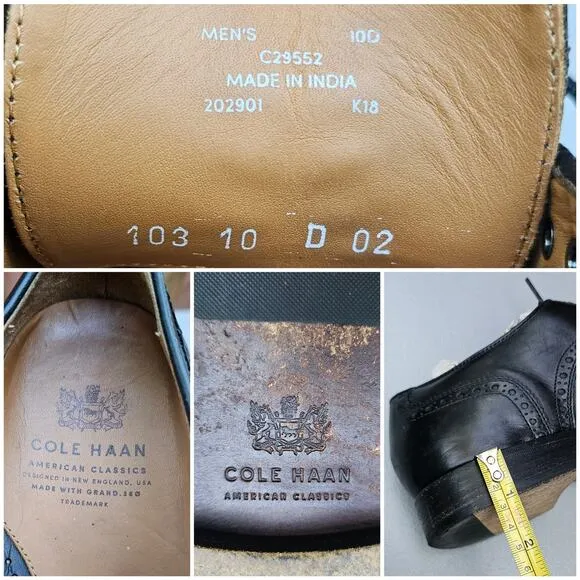 MEN'S 10D
C29552
MADE IN INDIA
202901 K18
103 10 D 02
COLE HAAN
AMERICAN CLASSICS
DESIGNED IN NEW ENGLAND, USA
MADE WITH GRAND.SEØ
TRADEMARK
COLE HAAN
AMERICAN CLASSICS
1
2